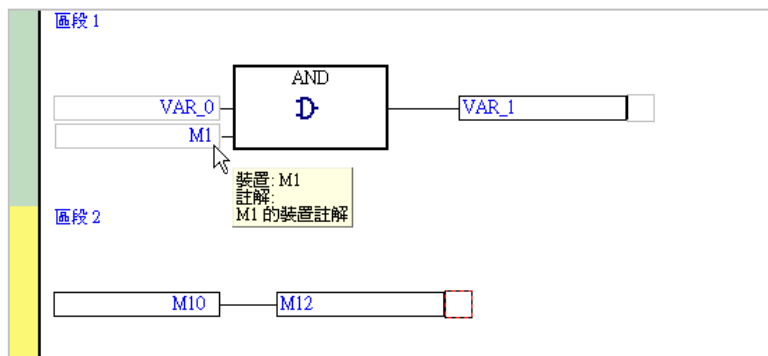 區段 1
AND
VAR_0
VAR_1
M1
裝置: M1
註解:
M1 的裝置註解
區段 2
M10
M12